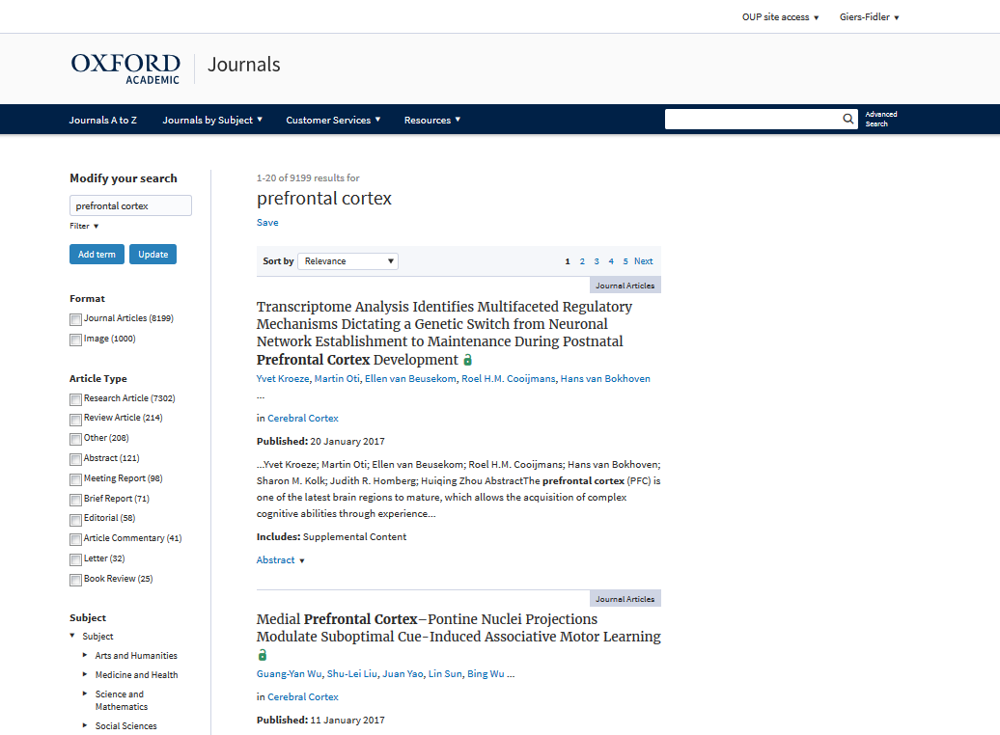 OUP site access ▼ Giers-Fidler ▼
OXFORD
ACADEMIC
Journals
Journals A to Z Journals by Subject ▼ Customer Services ▼ Resources ▼
Advanced
Search
Modify your search
prefrontal cortex
Filter ▼
Add term Update
Format
Journal Articles (8199)
Image (1000)
Article Type
Research Article (7302)
Review Article (214)
Other (208)
Abstract (121)
Meeting Report (98)
Brief Report (71)
Editorial (58)
Article Commentary (41)
Letter (32)
Book Review (25)
Subject
Subject
Arts and Humanities
Medicine and Health
Science and
Mathematics
Social Sciences
1-20 of 9199 results for
prefrontal cortex
Save
Sort by Relevance ▼ 1 2 3 4 5 Next
Journal Articles
Transcriptome Analysis Identifies Multifaceted Regulatory
Mechanisms Dictating a Genetic Switch from Neuronal
Network Establishment to Maintenance During Postnatal
Prefrontal Cortex Development
Yvet Kroeze, Martin Oti, Ellen van Beusekom, Roel H.M. Cooijmans, Hans van Bokhoven
...
in Cerebral Cortex
Published: 20 January 2017
...Yvet Kroeze; Martin Oti; Ellen van Beusekom; Roel H.M. Cooijmans; Hans van Bokhoven;
Sharon M. Kolk; Judith R. Homberg; Huiqing Zhou AbstractThe prefrontal cortex (PFC) is
one of the latest brain regions to mature, which allows the acquisition of complex
cognitive abilities through experience...
Includes: Supplemental Content
Abstract ▼
Journal Articles
Medial Prefrontal Cortex–Pontine Nuclei Projections
Modulate Suboptimal Cue-Induced Associative Motor Learning
Guang-Yan Wu, Shu-Lei Liu, Juan Yao, Lin Sun, Bing Wu ...
in Cerebral Cortex
Published: 11 January 2017